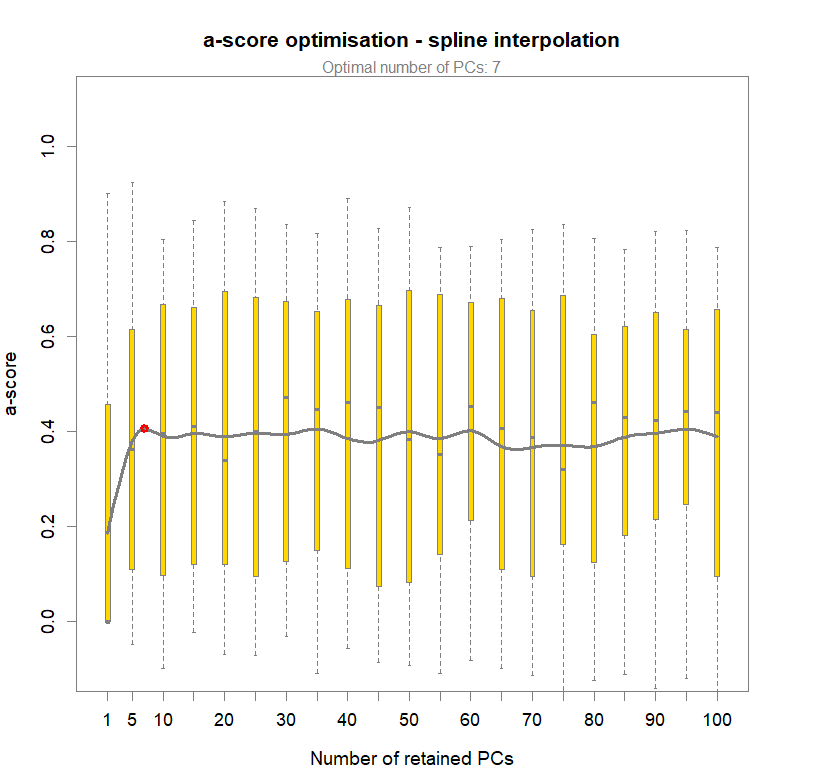 a-score optimisation - spline interpolation
Optimal number of PCs: 7
a-score
1.0
0.8
0.6
0.4
0.2
0.0
1 5 10 20 30 40 50 60 70 80 90 100
Number of retained PCs